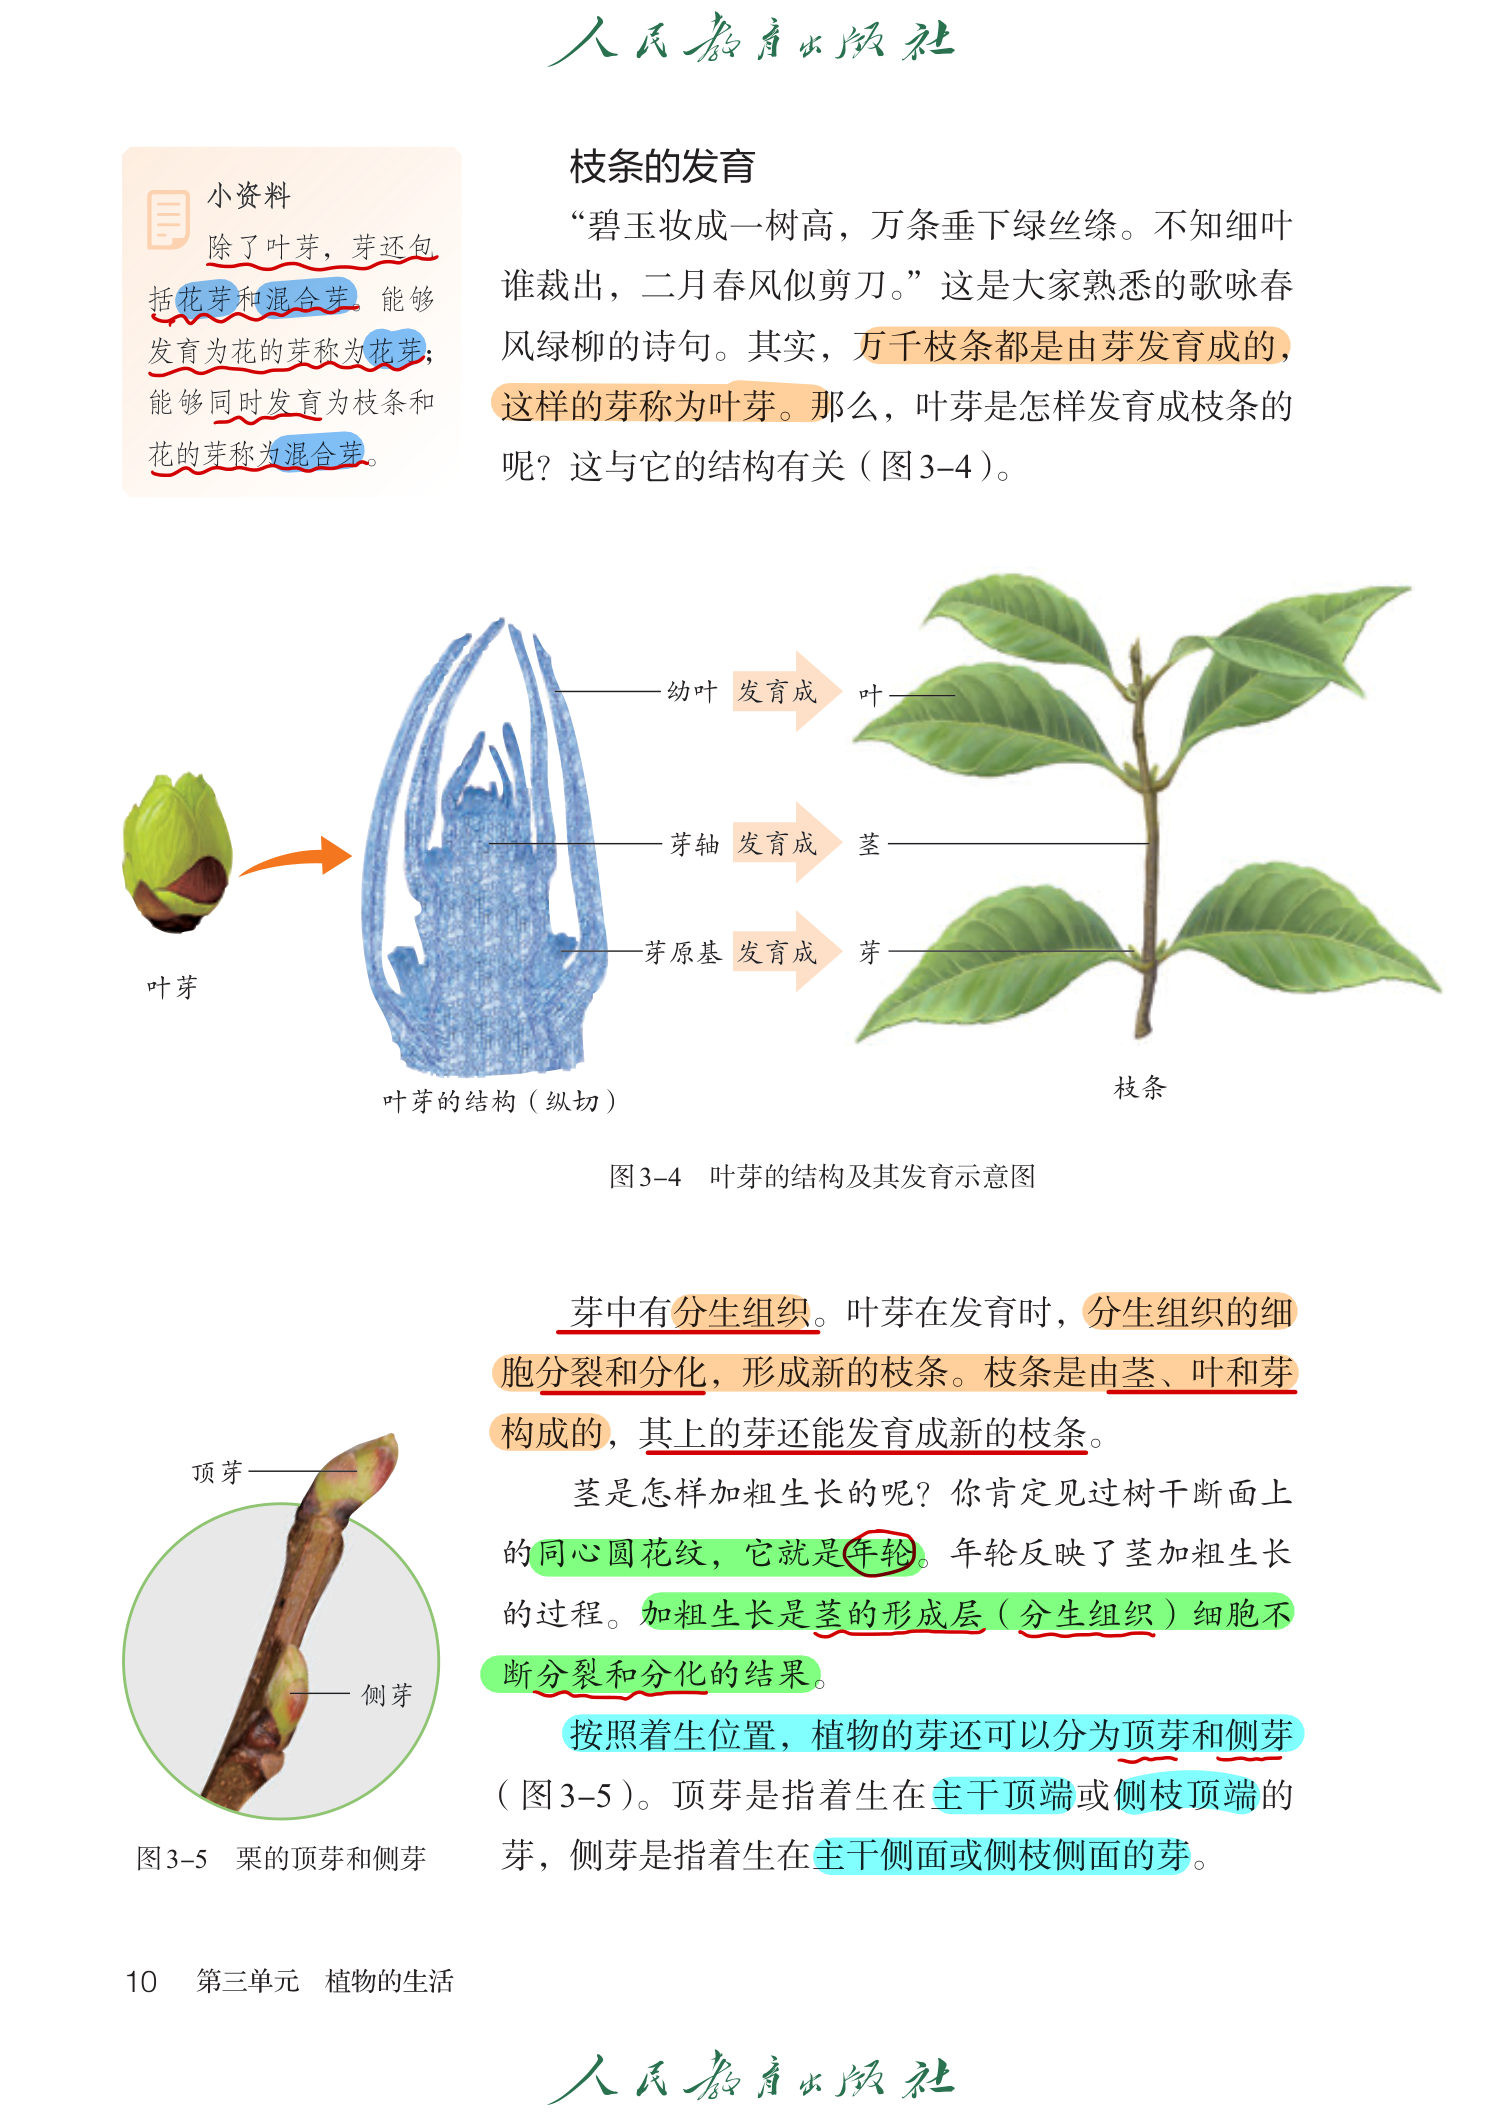 人民教育出版社
小资料
除了叶芽，芽还包
括花芽和混合芽。能够
发育为花的芽称为花芽；
能够同时发育为枝条和
花的芽称为混合芽。
枝条的发育
“碧玉妆成一树高，万条垂下绿丝绦。不知细叶
谁裁出，二月春风似剪刀。”这是大家熟悉的歌咏春
风绿柳的诗句。其实，万千枝条都是由芽发育成的，
这样的芽称为叶芽。那么，叶芽是怎样发育成枝条的
呢？这与它的结构有关（图3-4）。
幼叶 发育成 叶
芽轴 发育成 茎
芽原基 发育成 芽
叶芽
叶芽的结构（纵切）
枝条
图3-4 叶芽的结构及其发育示意图
芽中有分生组织。叶芽在发育时，分生组织的细
胞分裂和分化，形成新的枝条。枝条是由茎、叶和芽
构成的，其上的芽还能发育成新的枝条。
茎是怎样加粗生长的呢？你肯定见过树干断面上
的同心圆花纹，它就是年轮。年轮反映了茎加粗生长
的过程。加粗生长是茎的形成层（分生组织）细胞不
断分裂和分化的结果。
按照着生位置，植物的芽还可以分为顶芽和侧芽
（图3-5）。顶芽是指着生在主干顶端或侧枝顶端的
芽，侧芽是指着生在主干侧面或侧枝侧面的芽。
顶芽
侧芽
图3-5 栗的顶芽和侧芽
10 第三单元 植物的生活
人民教育出版社